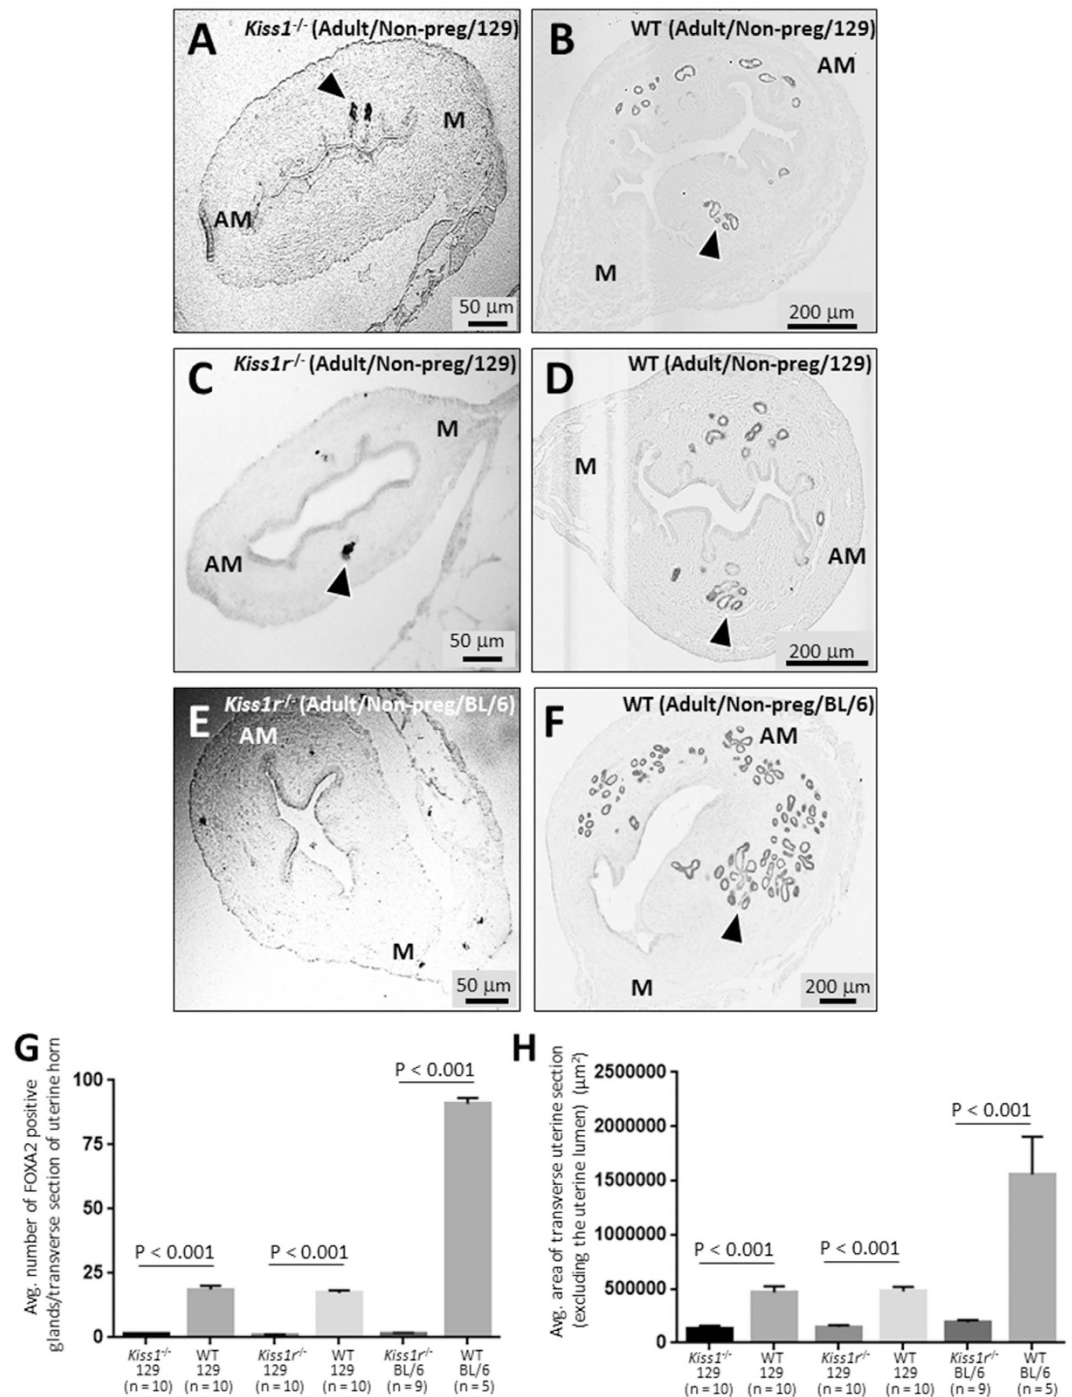 A
Kiss1-/- (Adult/Non-preg/129)
M
AM
50 µm
B
WT (Adult/Non-preg/129)
AM
M
200 µm
C
Kiss1r-/- (Adult/Non-preg/129)
M
AM
50 µm
D
WT (Adult/Non-preg/129)
M
AM
200 µm
E
Kiss1r-/- (Adult/Non-preg/BL/6)
AM
M
50 µm
F
WT (Adult/Non-preg/BL/6)
AM
M
200 µm
G
Avg. number of FOXA2 positive
glands/transverse section of uterine horn
100
75
50
25
0
P < 0.001
P < 0.001
P < 0.001
Kiss1-/-
129
(n = 10)
WT
129
(n = 10)
Kiss1r-/-
129
(n = 10)
WT
129
(n = 10)
Kiss1r-/-
BL/6
(n = 9)
WT
BL/6
(n = 5)
H
Avg. area of transverse uterine section
(excluding the uterine lumen) (µm²)
2500000
2000000
1500000
1000000
500000
0
P < 0.001
P < 0.001
P < 0.001
Kiss1-/-
129
(n = 10)
WT
129
(n = 10)
Kiss1r-/-
129
(n = 10)
WT
129
(n = 10)
Kiss1r-/-
BL/6
(n = 9)
WT
BL/6
(n = 5)